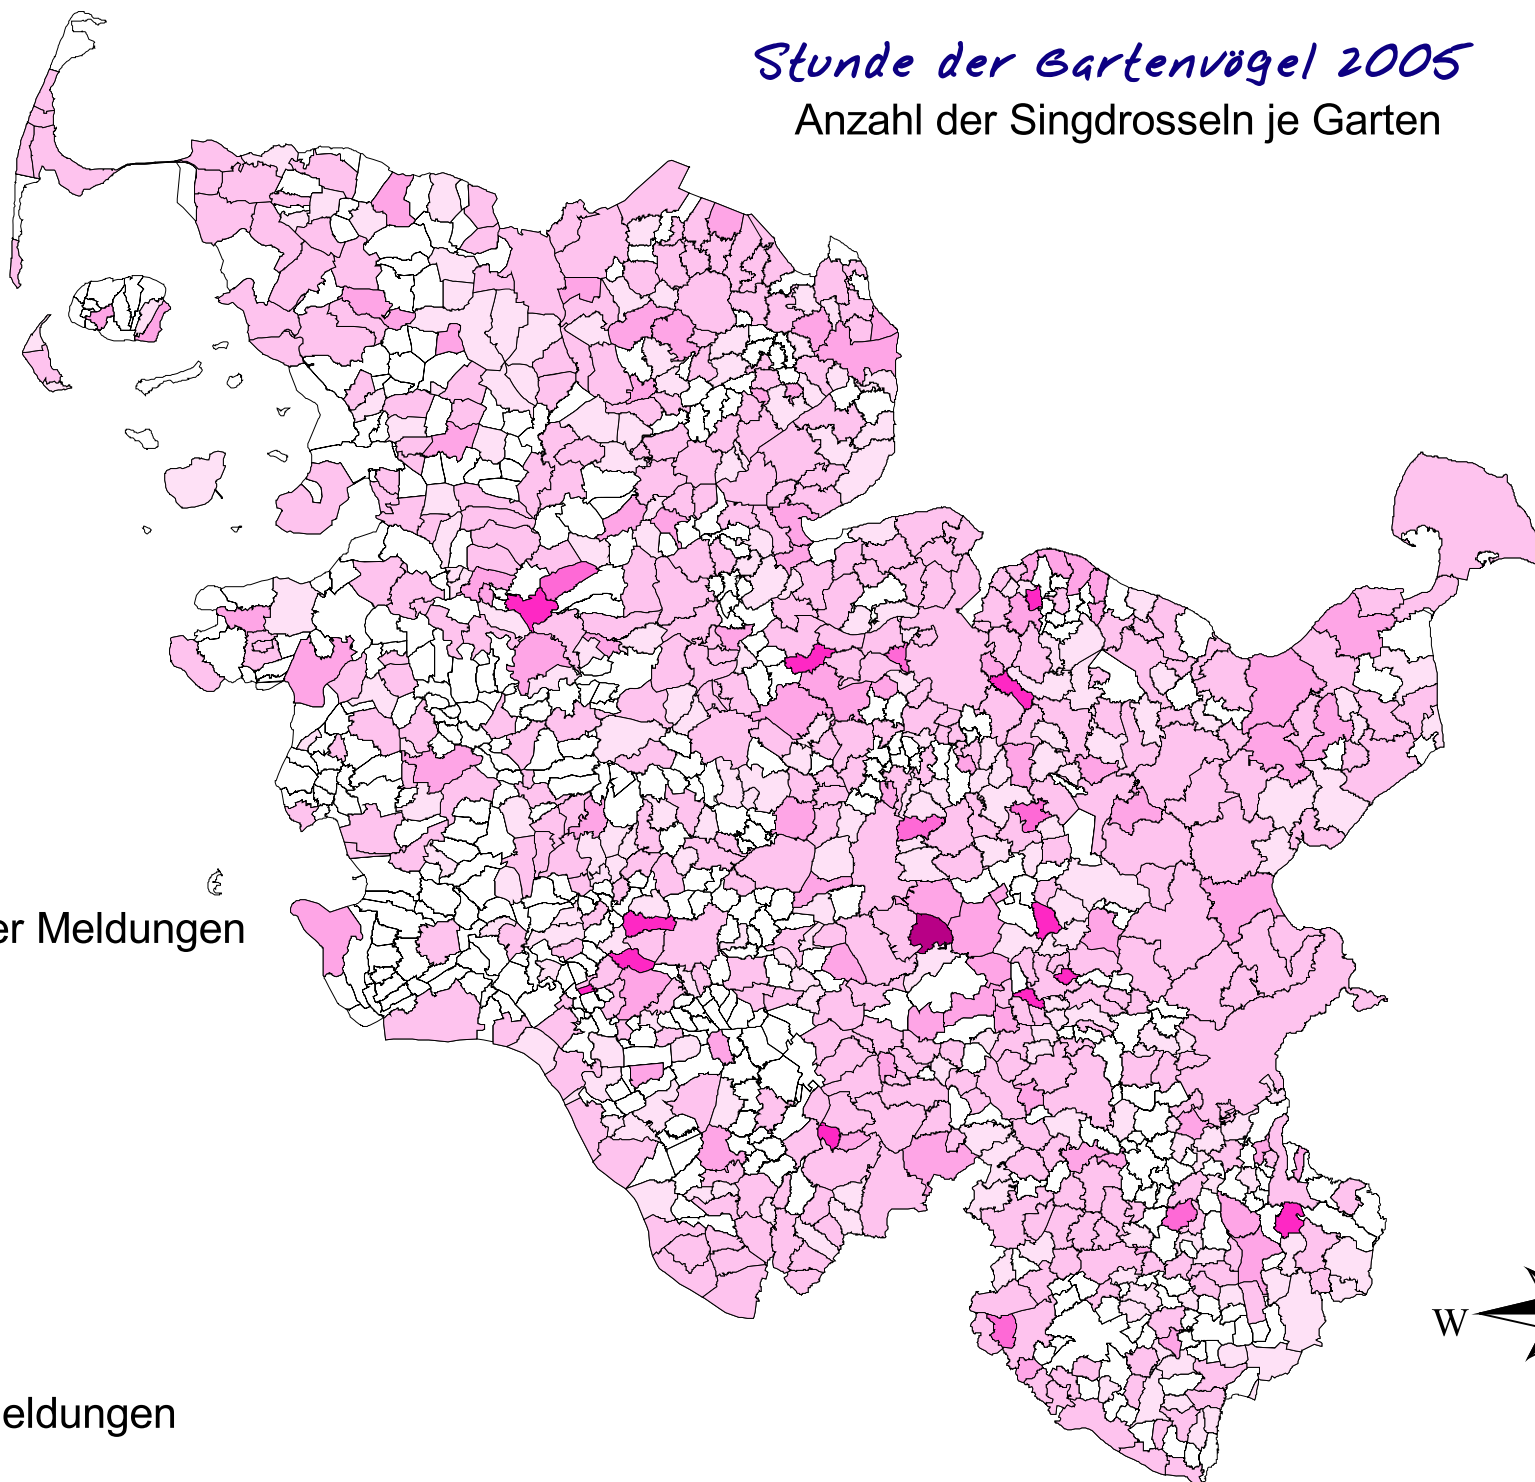 Stunde der Gartenvögel 2005
Anzahl der Singdrosseln je Garten
er Meldungen
W
eldungen